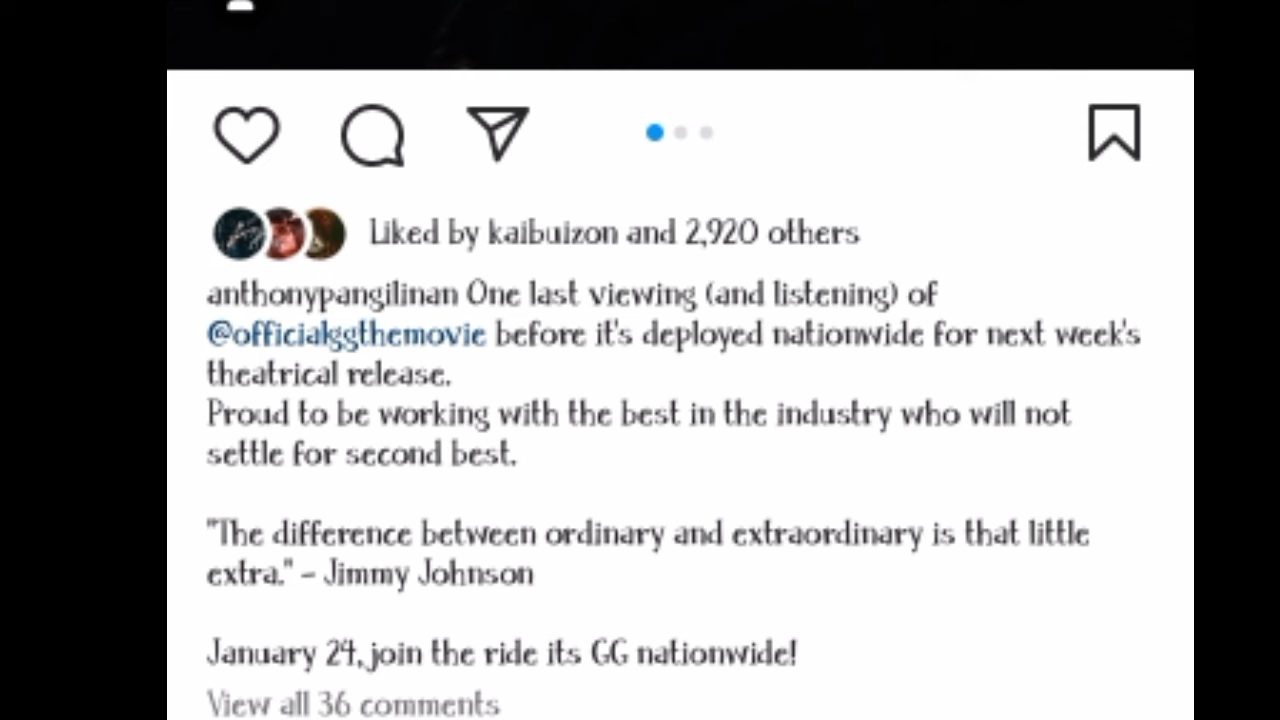 Liked by kaibuizon and 2,920 others
anthonypangilinan One last viewing (and listening) of
@officialggthemovie before it's deployed nationwide for next week's
theatrical release.
Proud to be working with the best in the industry who will not
settle for second best.
"The difference between ordinary and extraordinary is that little
extra." - Jimmy Johnson
January 24, join the ride its GG nationwide!
View all 36 comments